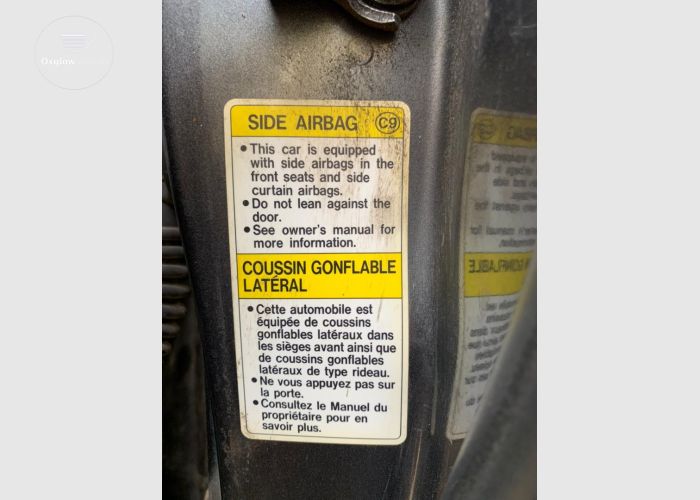 Oxglow
SIDE AIRBAG C9
• This car is equipped
with side airbags in the
front seats and side
curtain airbags.
• Do not lean against the
door.
• See owner's manual for
more information.
COUSSIN GONFLABLE
LATÉRAL
• Cette automobile est
équipée de coussins
gonflables latéraux dans
les sièges avant ainsi que
de coussins gonflables
latéraux de type rideau.
• Ne vous appuyez pas sur
la porte.
• Consultez le Manuel du
propriétaire pour en
savoir plus.